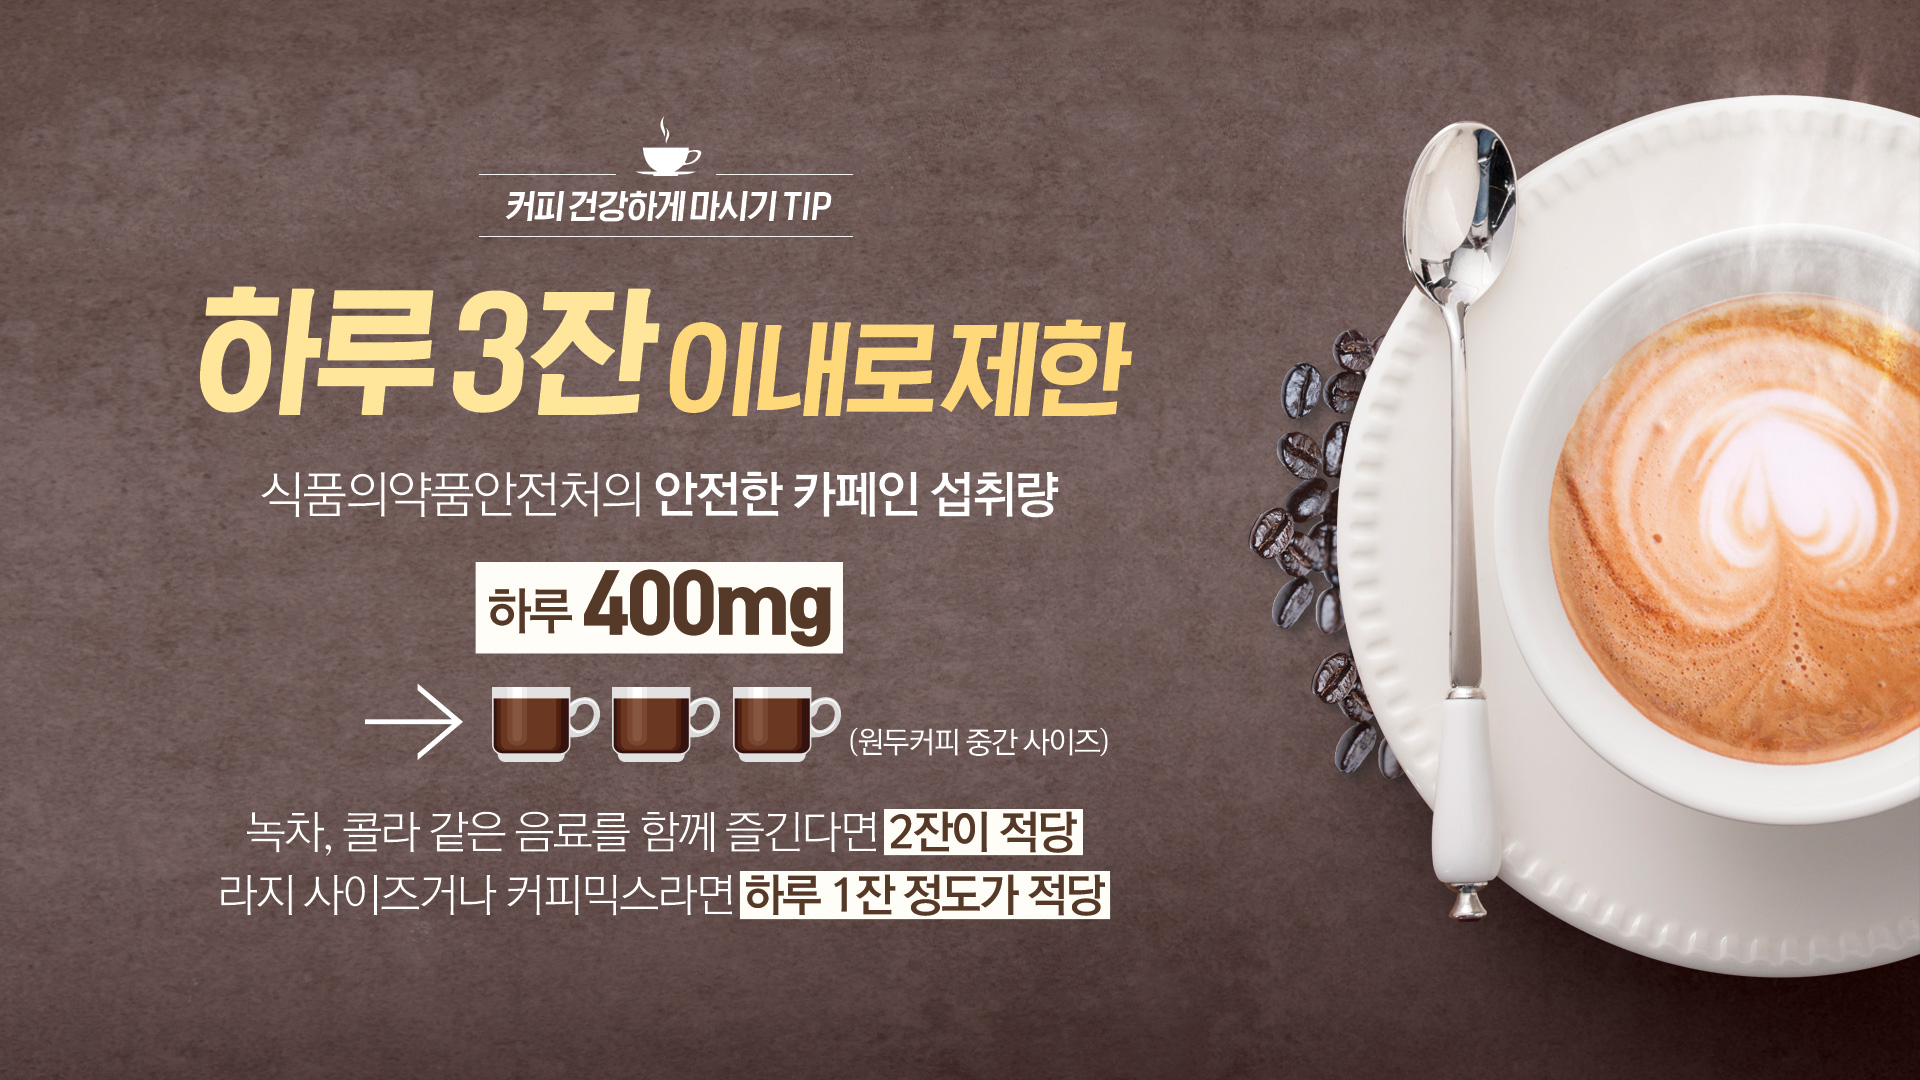 커피 건강하게 마시기 TIP
하루 3잔 이내로 제한
식품의약품안전처의 안전한 카페인 섭취량
하루 400mg
(원두커피 중간 사이즈)
녹차, 콜라 같은 음료를 함께 즐긴다면 2잔이 적당
라지 사이즈거나 커피믹스라면 하루 1잔 정도가 적당